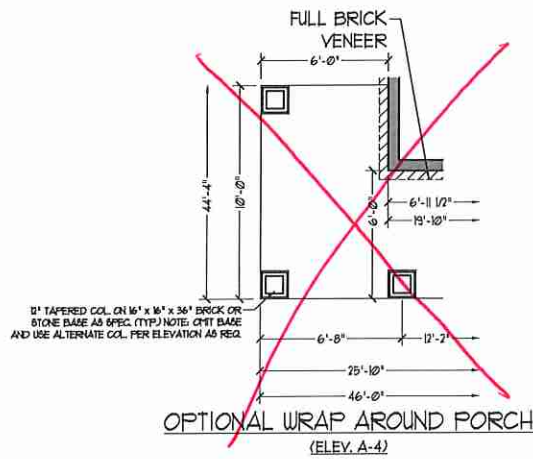 FULL BRICK
VENEER
6'-0"
44'-4"
10'-0"
6'-0"
6'-11 1/2"
19'-10"
12" TAPERED COL. ON 16" x 16" x 36" BRICK OR
STONE BASE AS SPEC. (TYP.) NOTE: OMIT BASE
AND USE ALTERNATE COL. PER ELEVATION AS REQ.
6'-8"
12'-2"
25'-10"
46'-0"
OPTIONAL WRAP AROUND PORCH
(ELEV. A-4)